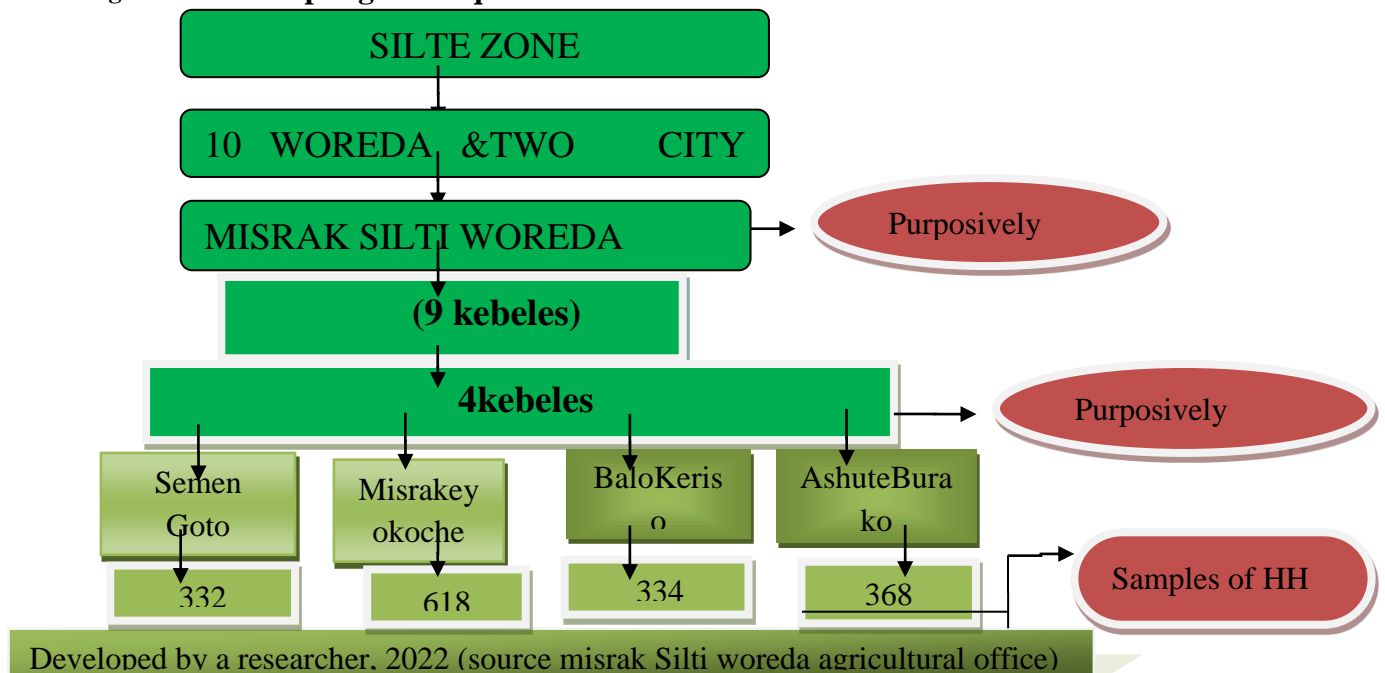 SILTE ZONE
10 WOREDA &TWO CITY
MISRAK SILTI WOREDA
Purposively
(9 kebeles)
4kebeles
Purposively
Semen
Goto
Misrakey
okoche
BaloKeris
o
AshuteBura
ko
332
618
334
368
Samples of HH
Developed by a researcher, 2022 (source misrak Silti woreda agricultural office)